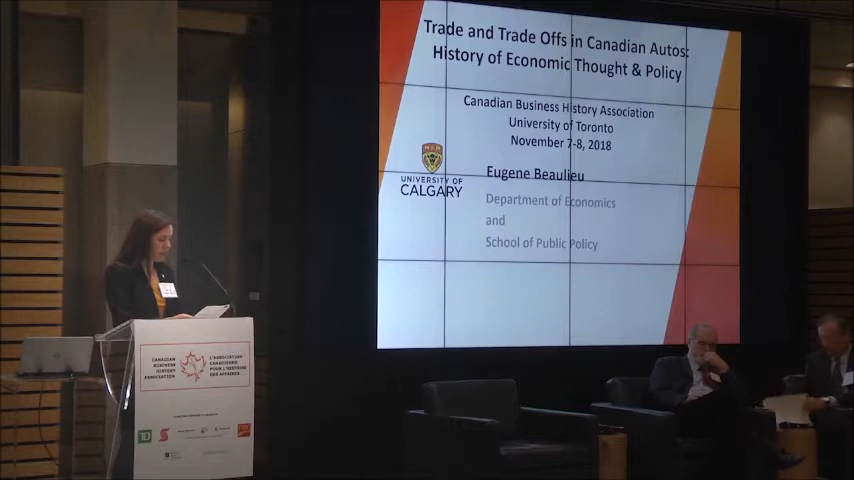 Trade and Trade Offs in Canadian Autos:
History of Economic Thought & Policy
Canadian Business History Association
University of Toronto
November 7-8, 2018
UNIVERSITY OF
CALGARY
Eugene Beaulieu
Department of Economics
and
School of Public Policy
CANADIAN
BUSINESS
HISTORY
ASSOCIATION
L'ASSOCIATION
CANADIENNE
POUR L'HISTOIRE
DES AFFAIRES
TD